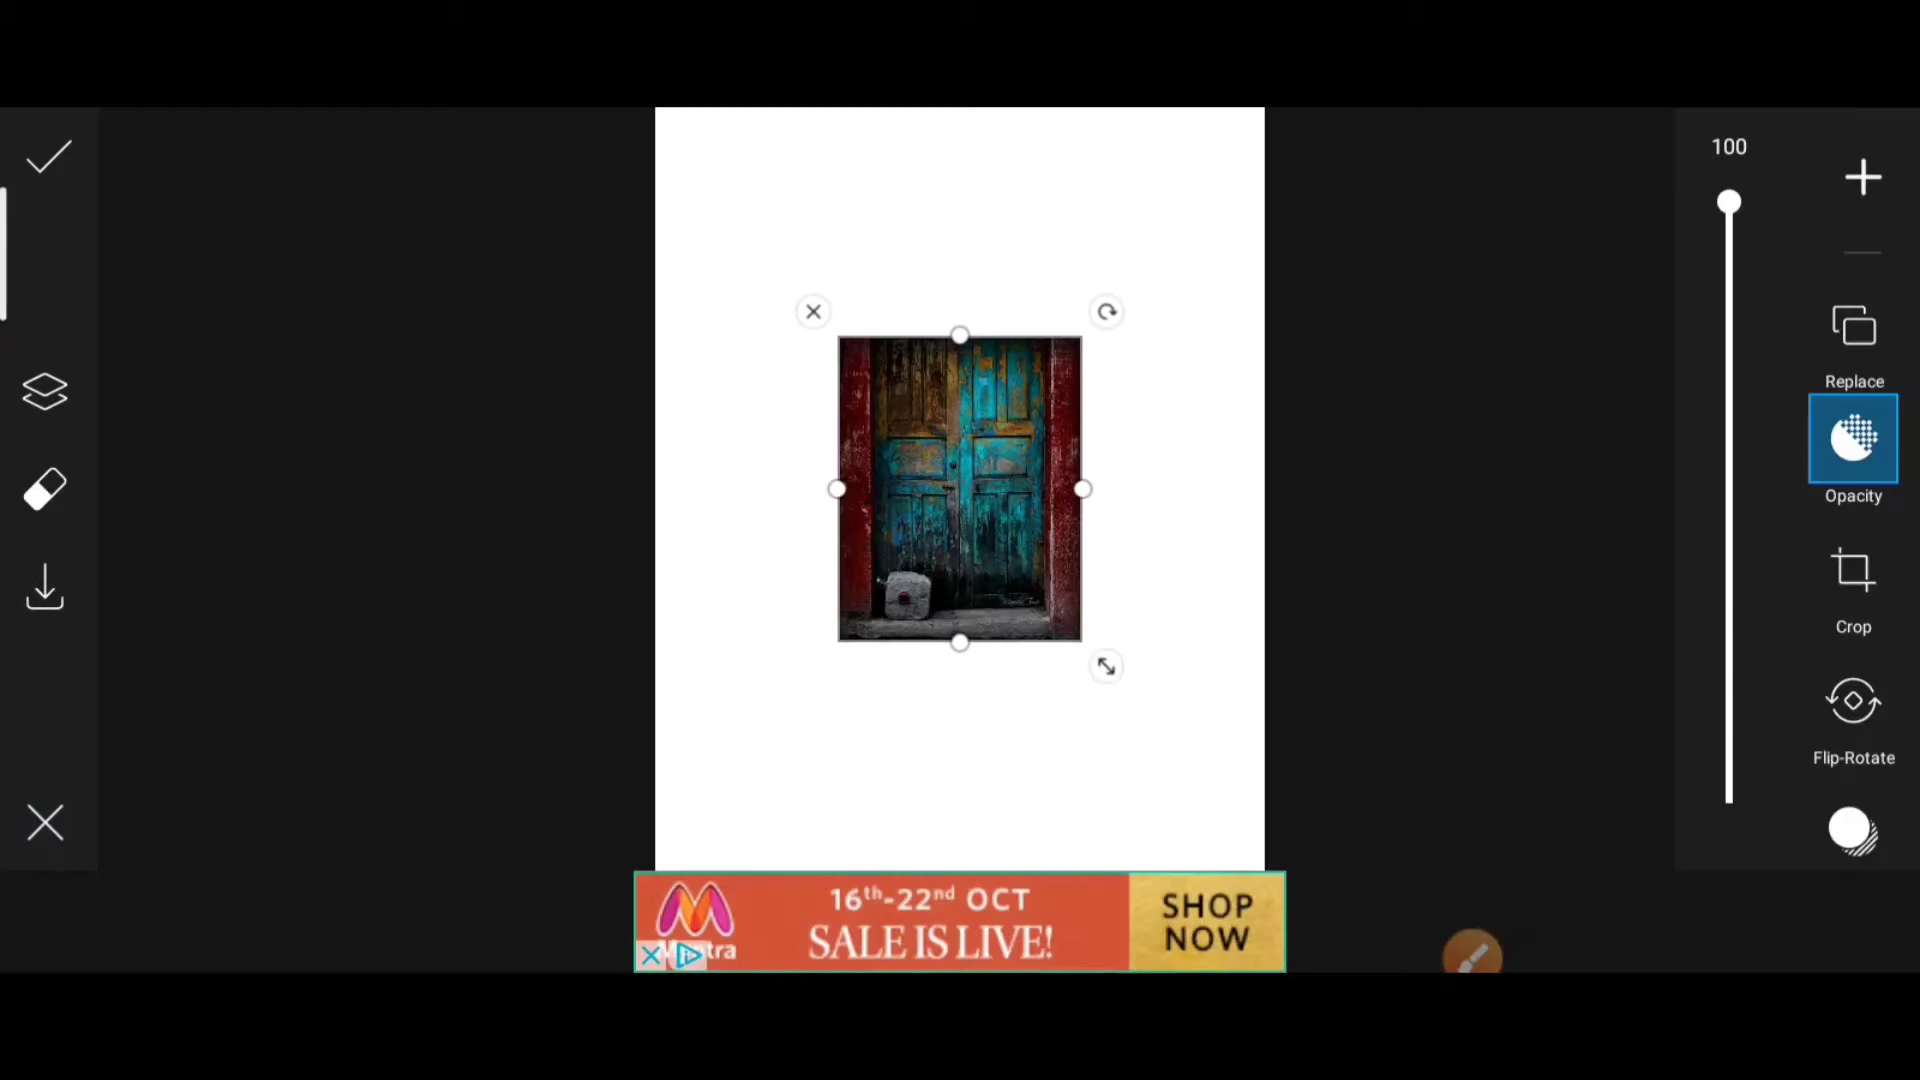 100
Replace
Opacity
Crop
Flip-Rotate
16th-22nd OCT
SALE IS LIVE!
SHOP
NOW